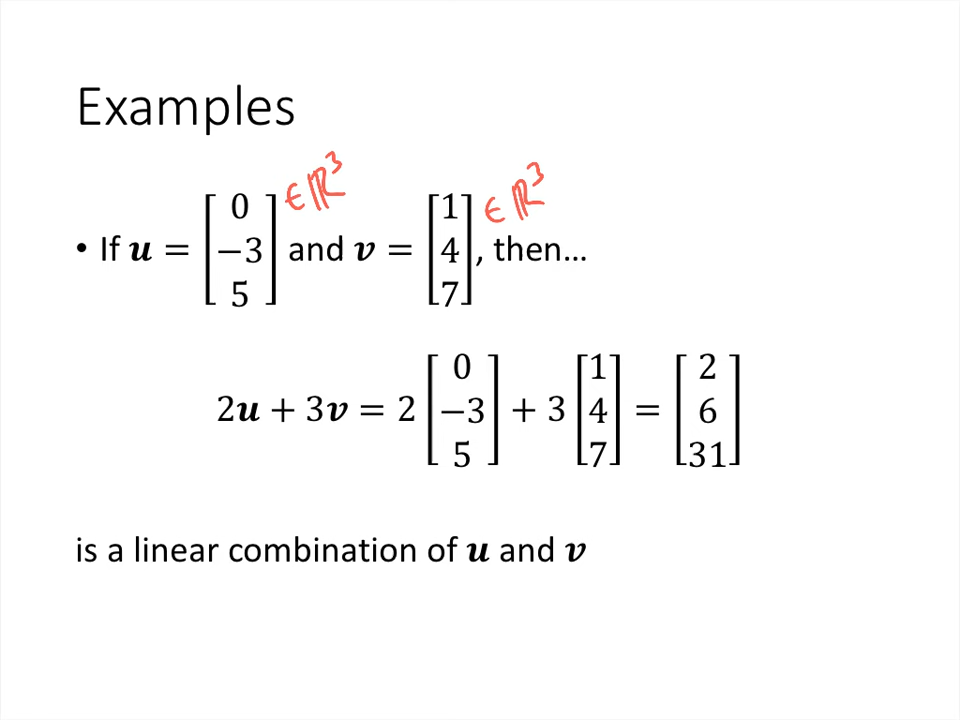 Examples
• If 𝒖 = [0 −3 5] ∈ ℝ³ and 𝒗 = [1 4 7] ∈ ℝ³, then…
2𝒖 + 3𝒗 = 2 [0 −3 5] + 3 [1 4 7] = [2 6 31]
is a linear combination of 𝒖 and 𝒗